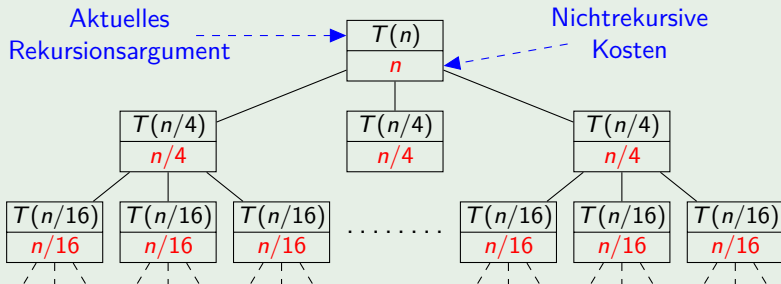 Aktuelles
Rekursionsargument
T(n)
n
Nichtrekursive
Kosten
T(n/4) T(n/4) T(n/4)
n/4 n/4 n/4
T(n/16) T(n/16) T(n/16) ........ T(n/16) T(n/16) T(n/16)
n/16 n/16 n/16 n/16 n/16 n/16